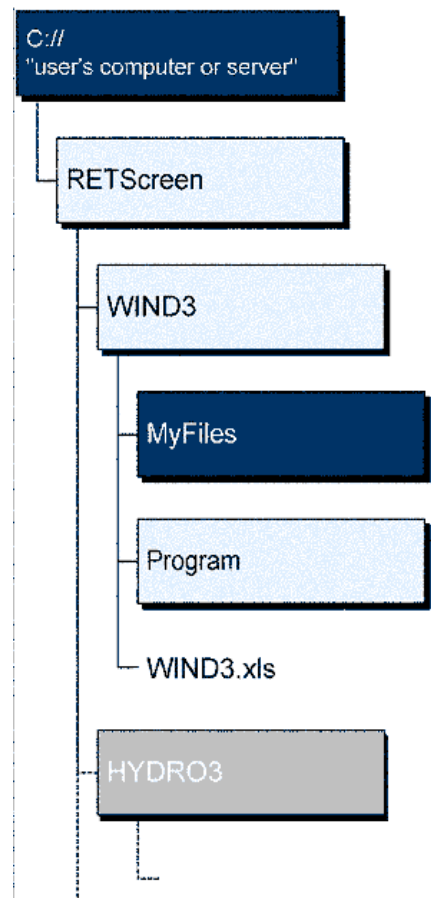 C://
"user's computer or server"
RETScreen
WIND3
MyFiles
Program
WIND3.xls
HYDRO3